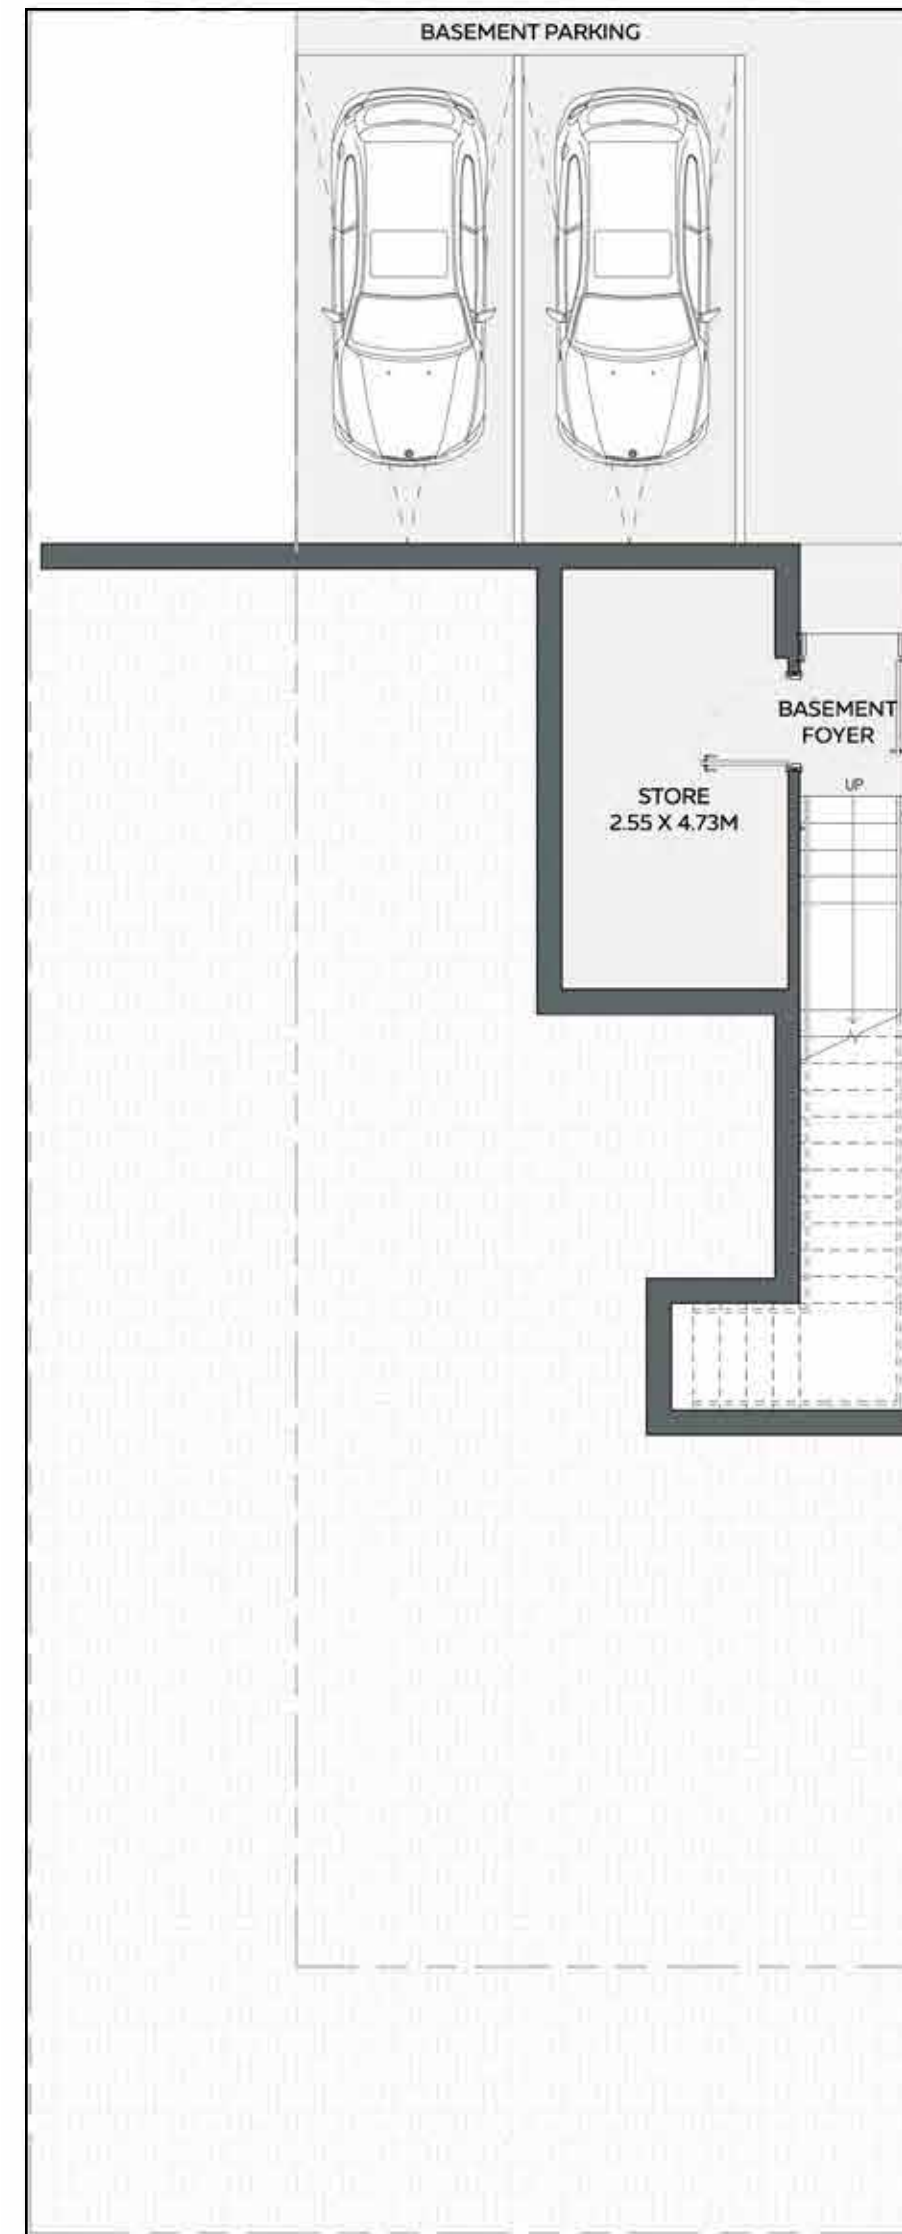 BASEMENT PARKING
BASEMENT
FOYER
UP
STORE
2.55 X 4.73M